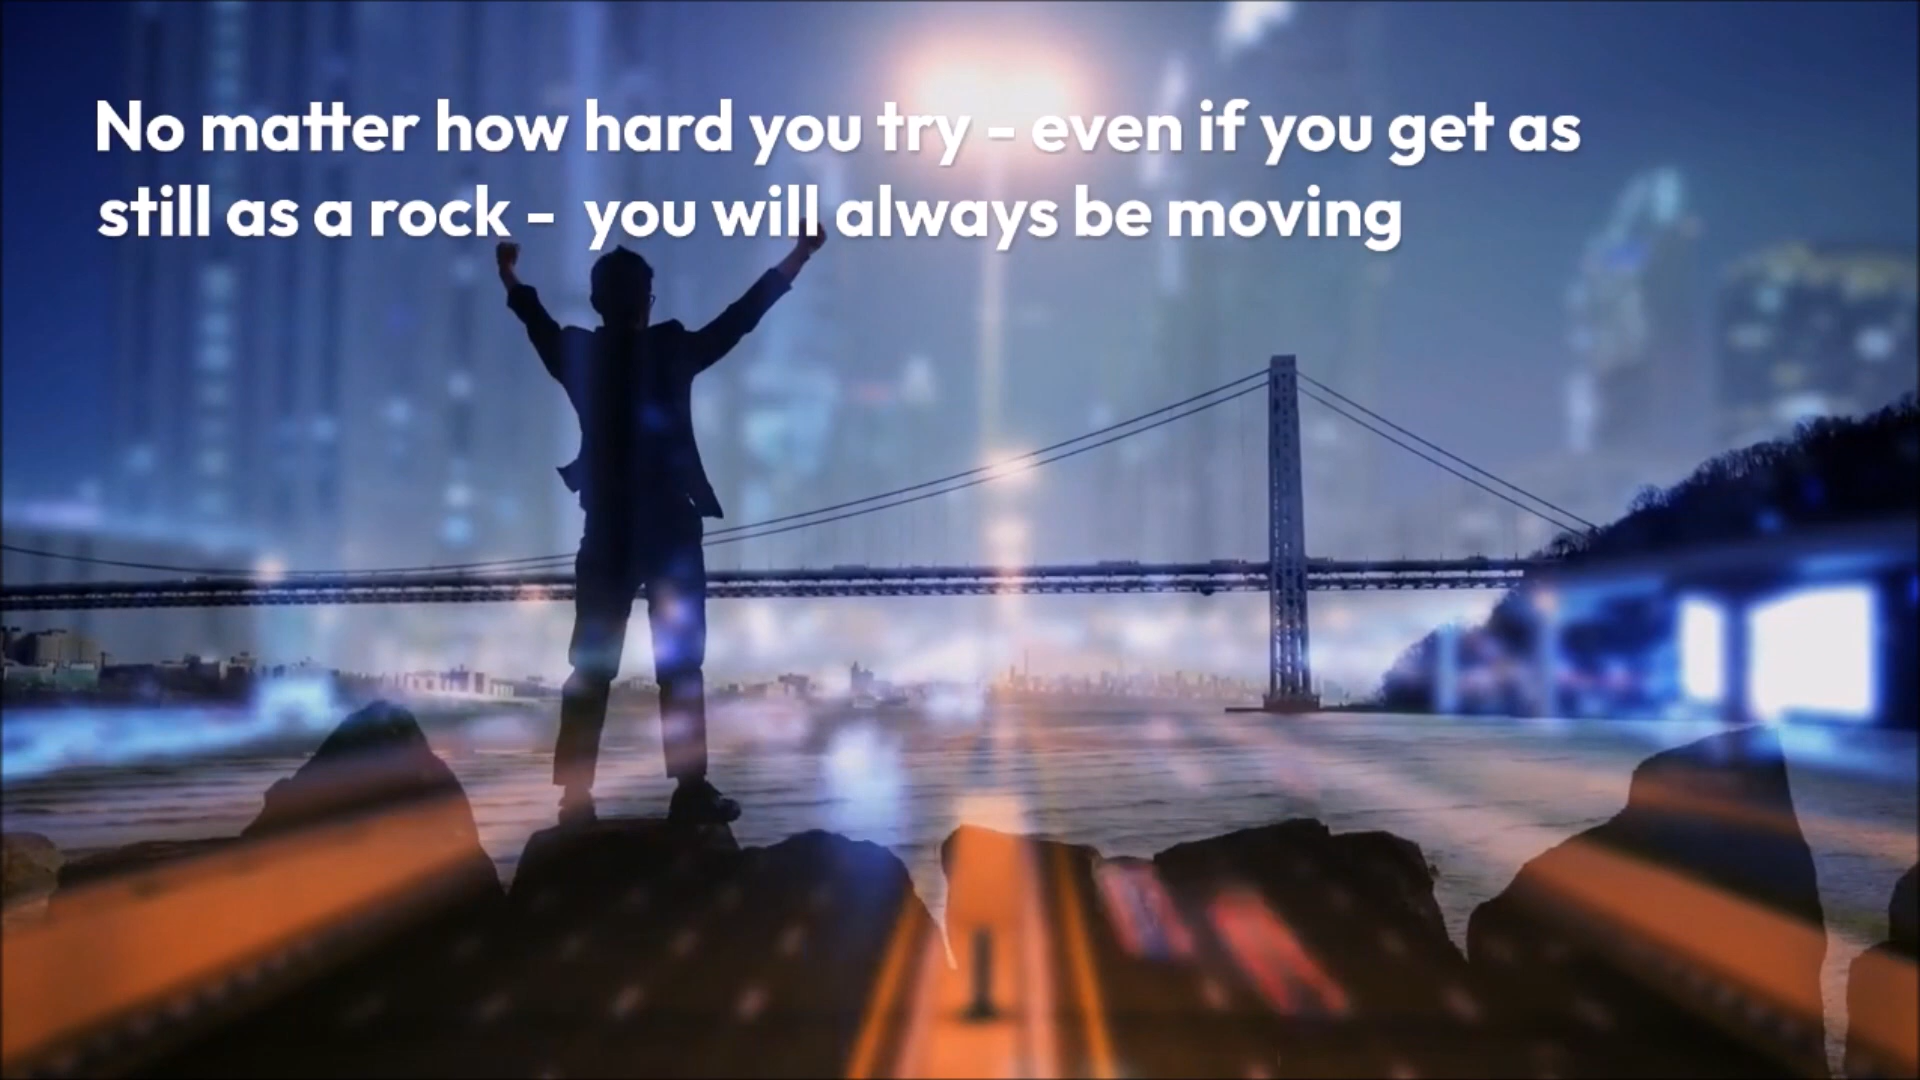 No matter how hard you try - even if you get as
still as a rock -  you will always be moving